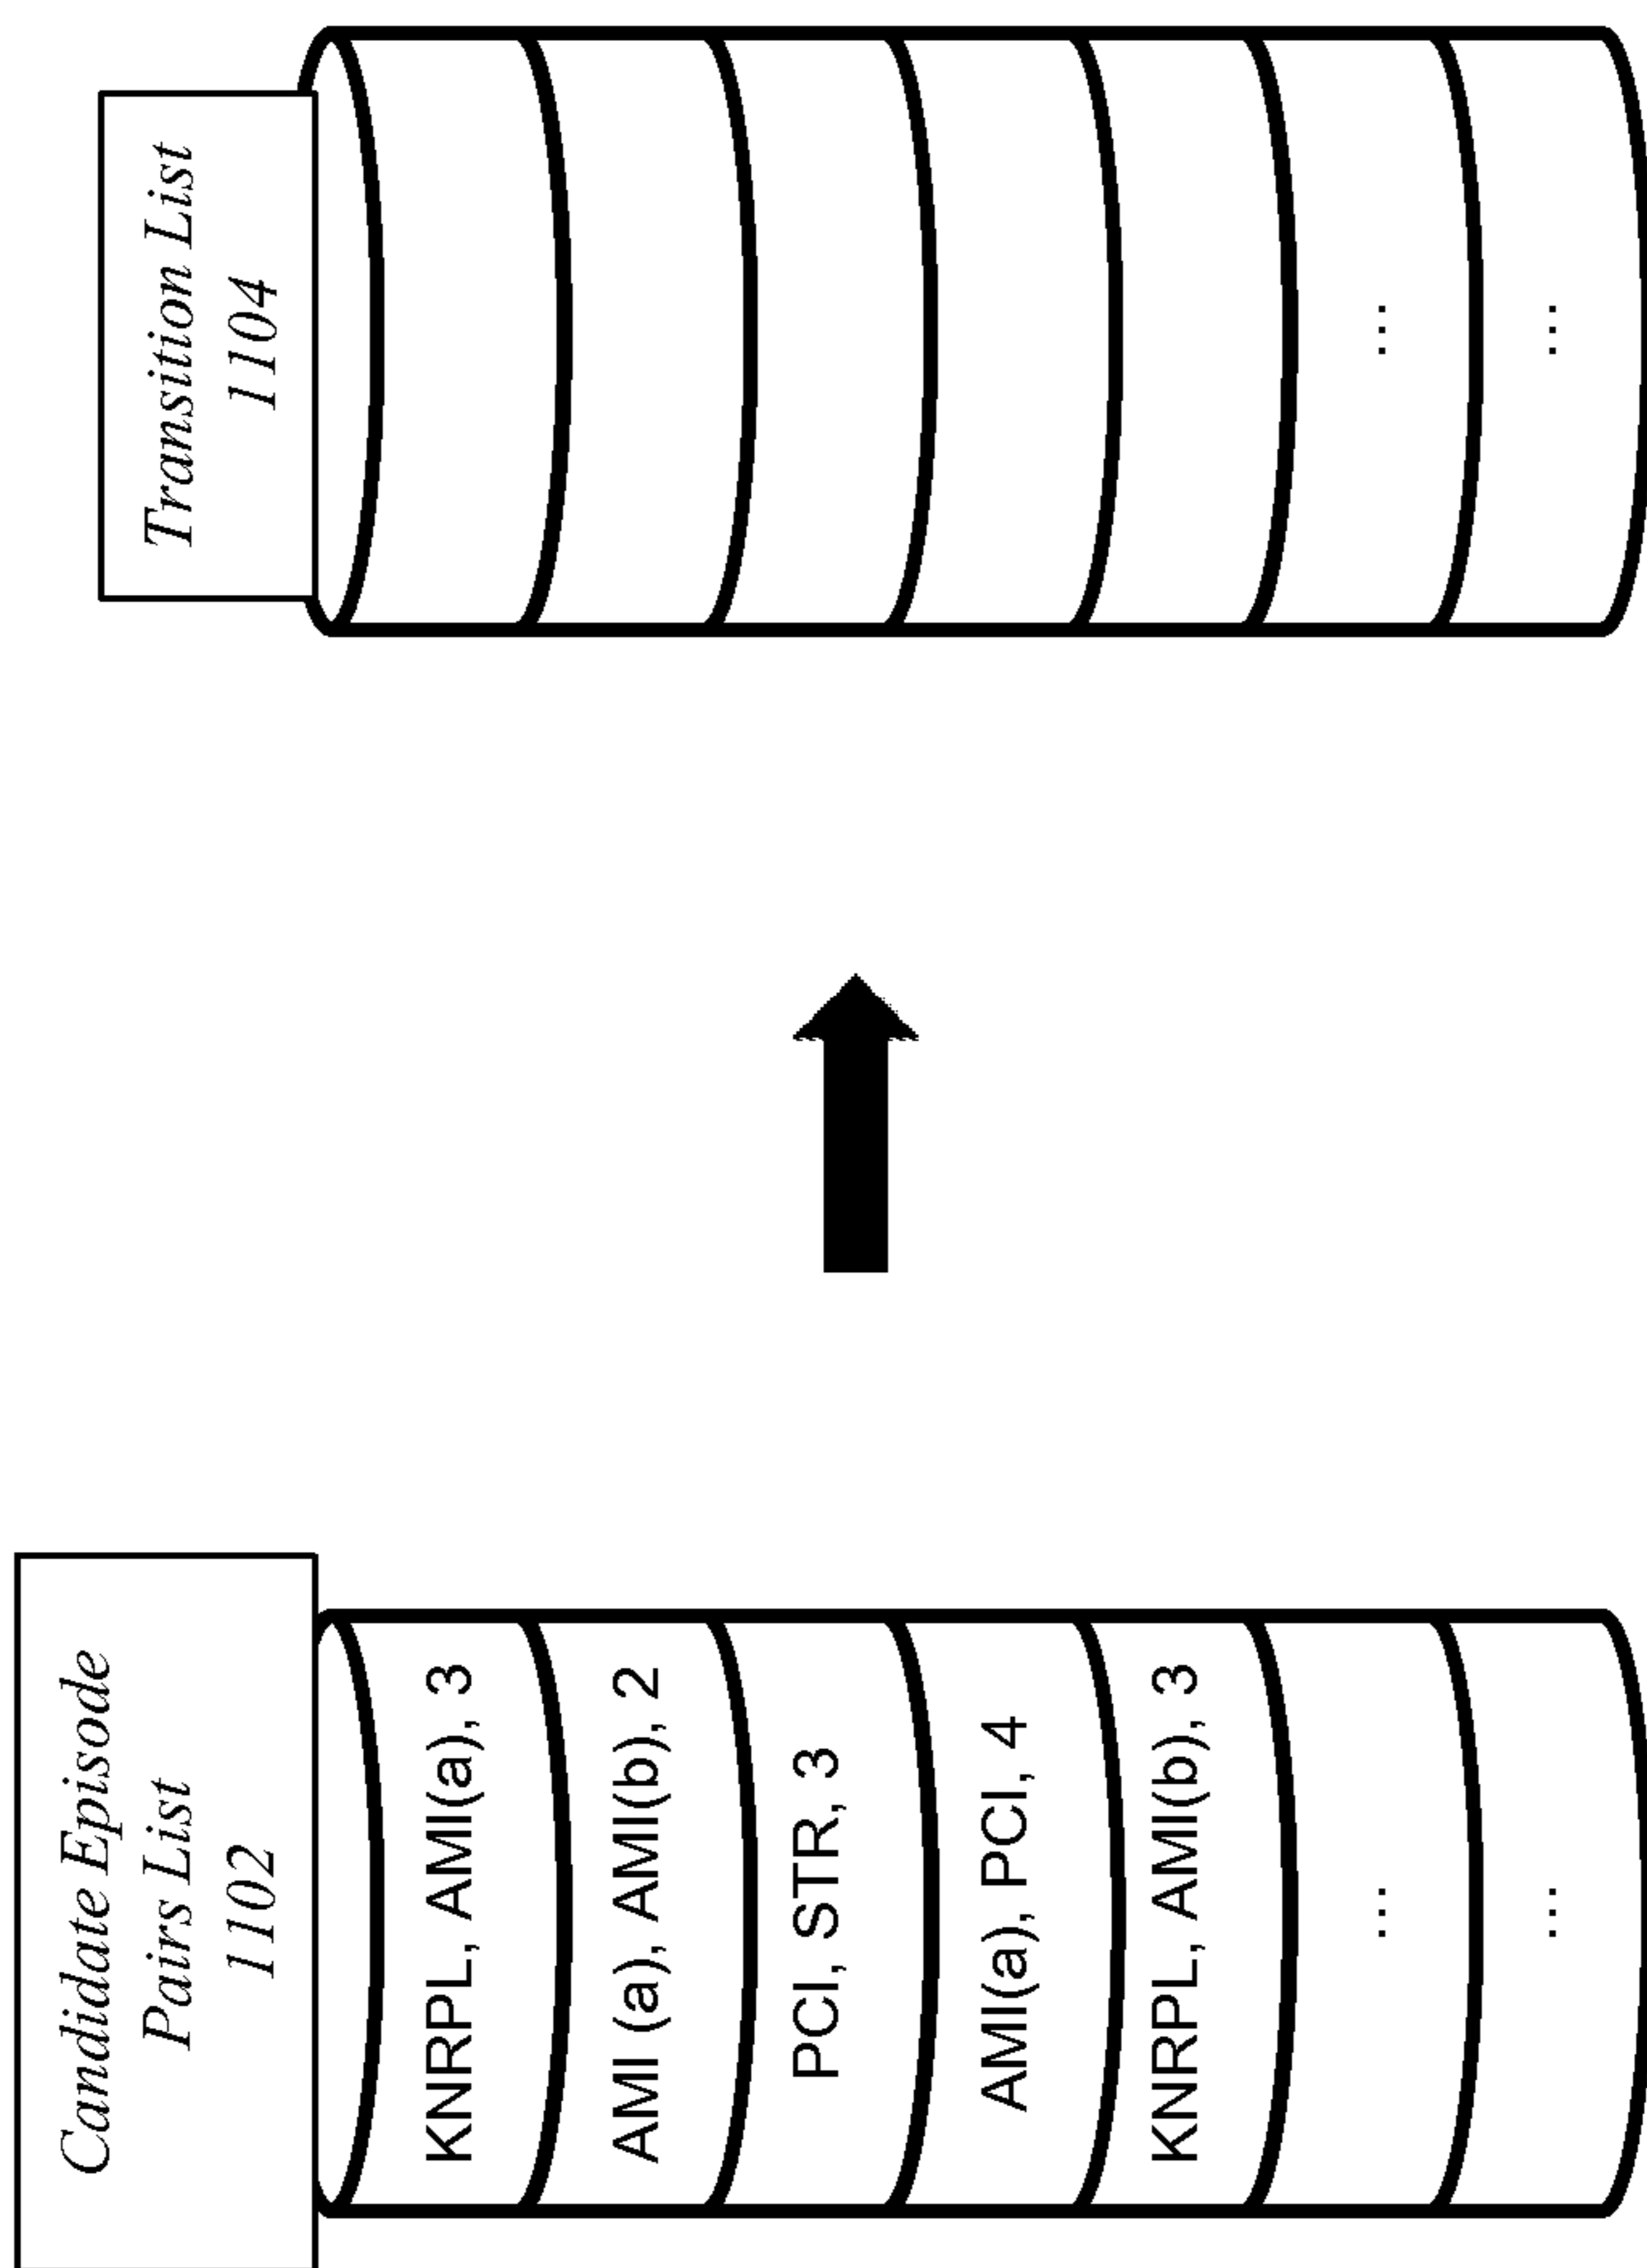 Candidate Episode
Pairs List
1102
KNRPL, AMI(a), 3
AMI (a), AMI(b), 2
PCI, STR, 3
AMI(a), PCI, 4
KNRPL, AMI(b), 3
...
...
Transition List
1104
...
...